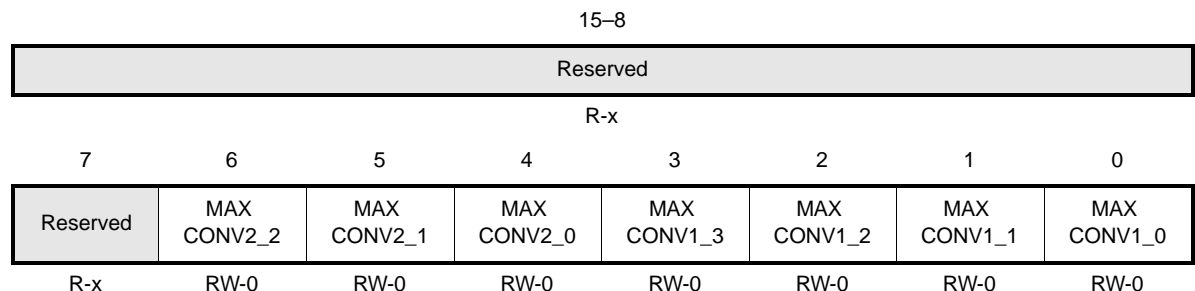 15–8
Reserved
R-x
7 6 5 4 3 2 1 0
Reserved MAX CONV2_2 MAX CONV2_1 MAX CONV2_0 MAX CONV1_3 MAX CONV1_2 MAX CONV1_1 MAX CONV1_0
R-x RW-0 RW-0 RW-0 RW-0 RW-0 RW-0 RW-0